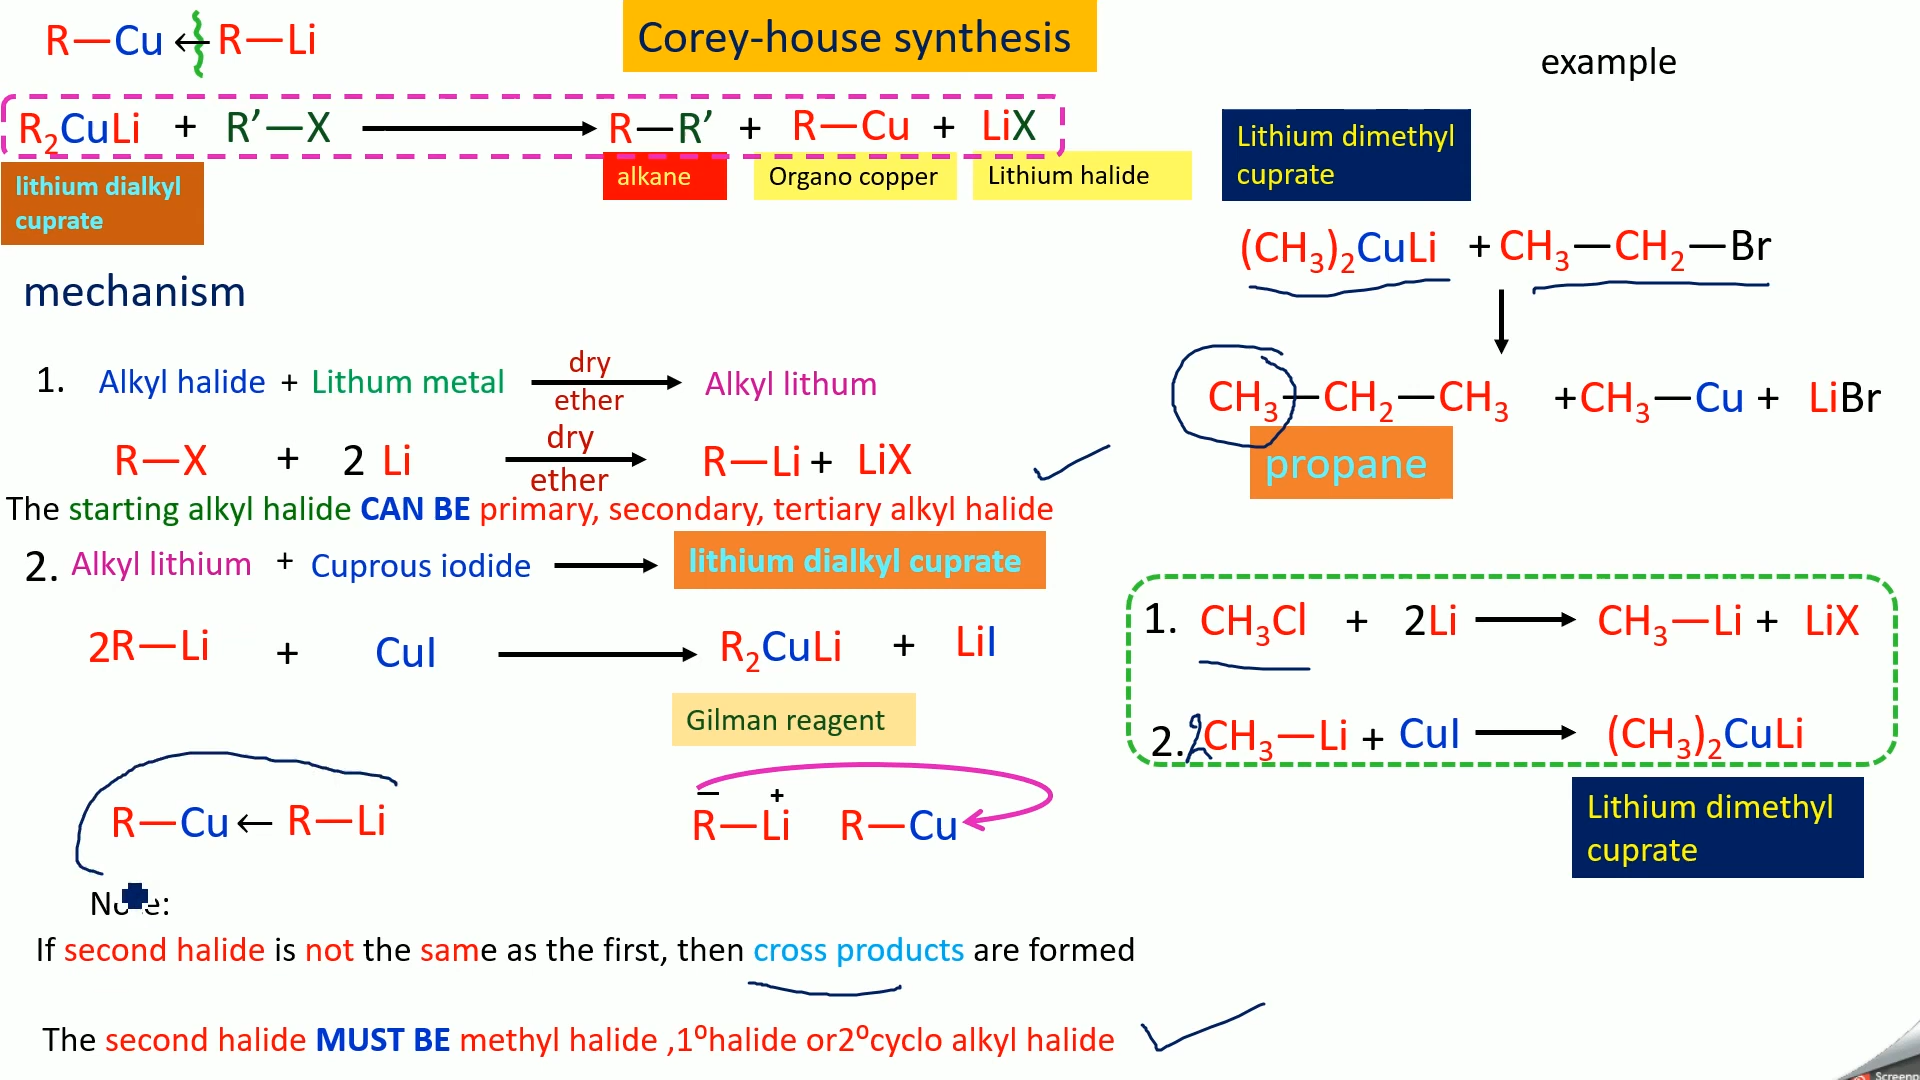 R—Cu ← R—Li
Corey-house synthesis
example
R₂CuLi + R’—X → R—R’ + R—Cu + LiX
lithium dialkyl
cuprate
alkane
Organo copper
Lithium halide
Lithium dimethyl
cuprate
(CH₃)₂CuLi + CH₃—CH₂—Br
CH₃—CH₂—CH₃ + CH₃—Cu + LiBr
propane
mechanism
1. Alkyl halide + Lithum metal dry ether → Alkyl lithum
R—X + 2 Li dry ether → R—Li + LiX
The starting alkyl halide CAN BE primary, secondary, tertiary alkyl halide
2. Alkyl lithium + Cuprous iodide → lithium dialkyl cuprate
2R—Li + CuI → R₂CuLi + LiI
Gilman reagent
R—Cu ← R—Li
− +
R—Li R—Cu
1. CH₃Cl + 2Li → CH₃—Li + LiX
2. 2CH₃—Li + CuI → (CH₃)₂CuLi
Lithium dimethyl
cuprate
Note:
If second halide is not the same as the first, then cross products are formed
The second halide MUST BE methyl halide ,1⁰halide or2⁰cyclo alkyl halide